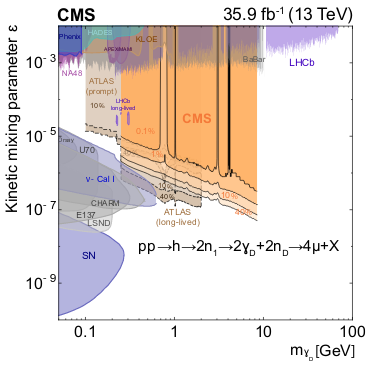 CMS 35.9 fb⁻¹ (13 TeV)
Kinetic mixing parameter ε
10⁻³
10⁻⁵
10⁻⁷
10⁻⁹
Phenix
HADES
KLOE
APEX
MAMI
BaBar
LHCb
NA48
ATLAS
(prompt)
10%
LHCb
long-lived
CMS
0.1%
1%
U70
ν- Cal I
CHARM
E137
LSND
SN
10%
40%
10%
40%
ATLAS
(long-lived)
pp→h→2n₁→2γ_D+2n_D→4μ+X
0.1 1 10 100
m_γ_D [GeV]